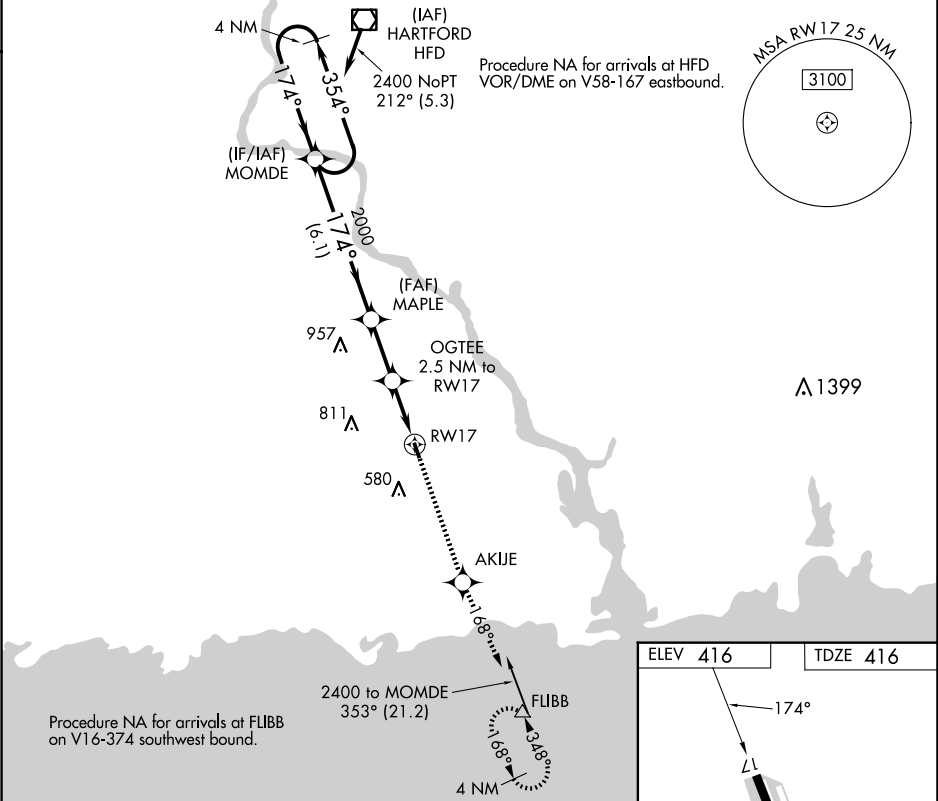 4 NM
(IAF)
HARTFORD
HFD
174°
354°
2400 NoPT
212° (5.3)
Procedure NA for arrivals at HFD
VOR/DME on V58-167 eastbound.
MSA RW17 25 NM
3100
(IF/IAF)
MOMDE
2000
174°
(6.1)
(FAF)
MAPLE
957
OGTEE
2.5 NM to
RW17
1399
811
RW17
580
AKIJE
168°
2400 to MOMDE
353° (21.2)
FLIBB
Procedure NA for arrivals at FLIBB
on V16-374 southwest bound.
168°
348°
4 NM
ELEV 416
TDZE 416
174°
17